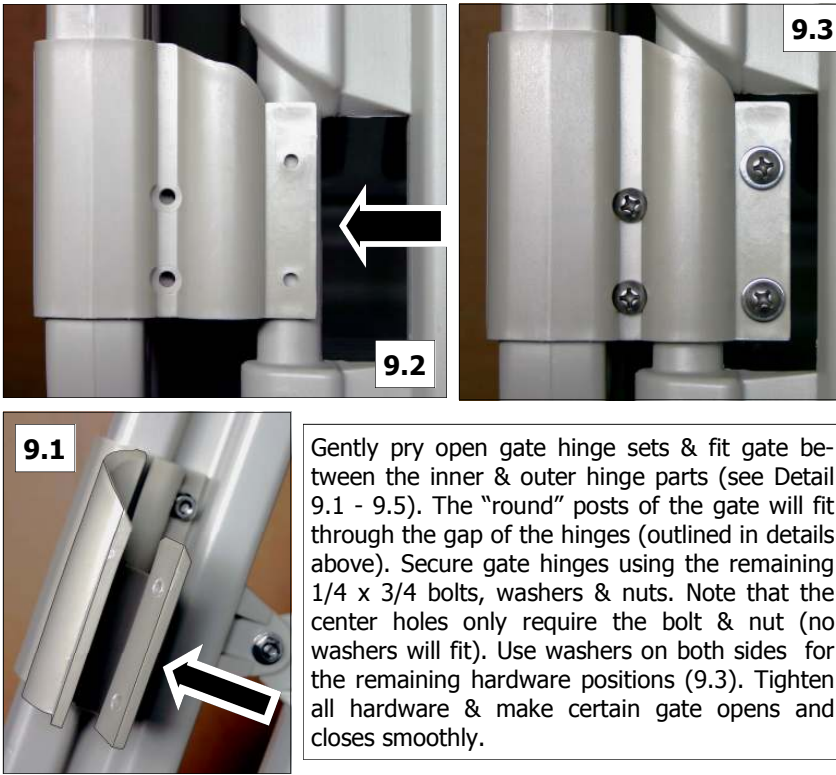 9.3
9.2
9.1
Gently pry open gate hinge sets & fit gate be-
tween the inner & outer hinge parts (see Detail
9.1 - 9.5). The “round” posts of the gate will fit
through the gap of the hinges (outlined in details
above). Secure gate hinges using the remaining
1/4 x 3/4 bolts, washers & nuts. Note that the
center holes only require the bolt & nut (no
washers will fit). Use washers on both sides for
the remaining hardware positions (9.3). Tighten
all hardware & make certain gate opens and
closes smoothly.